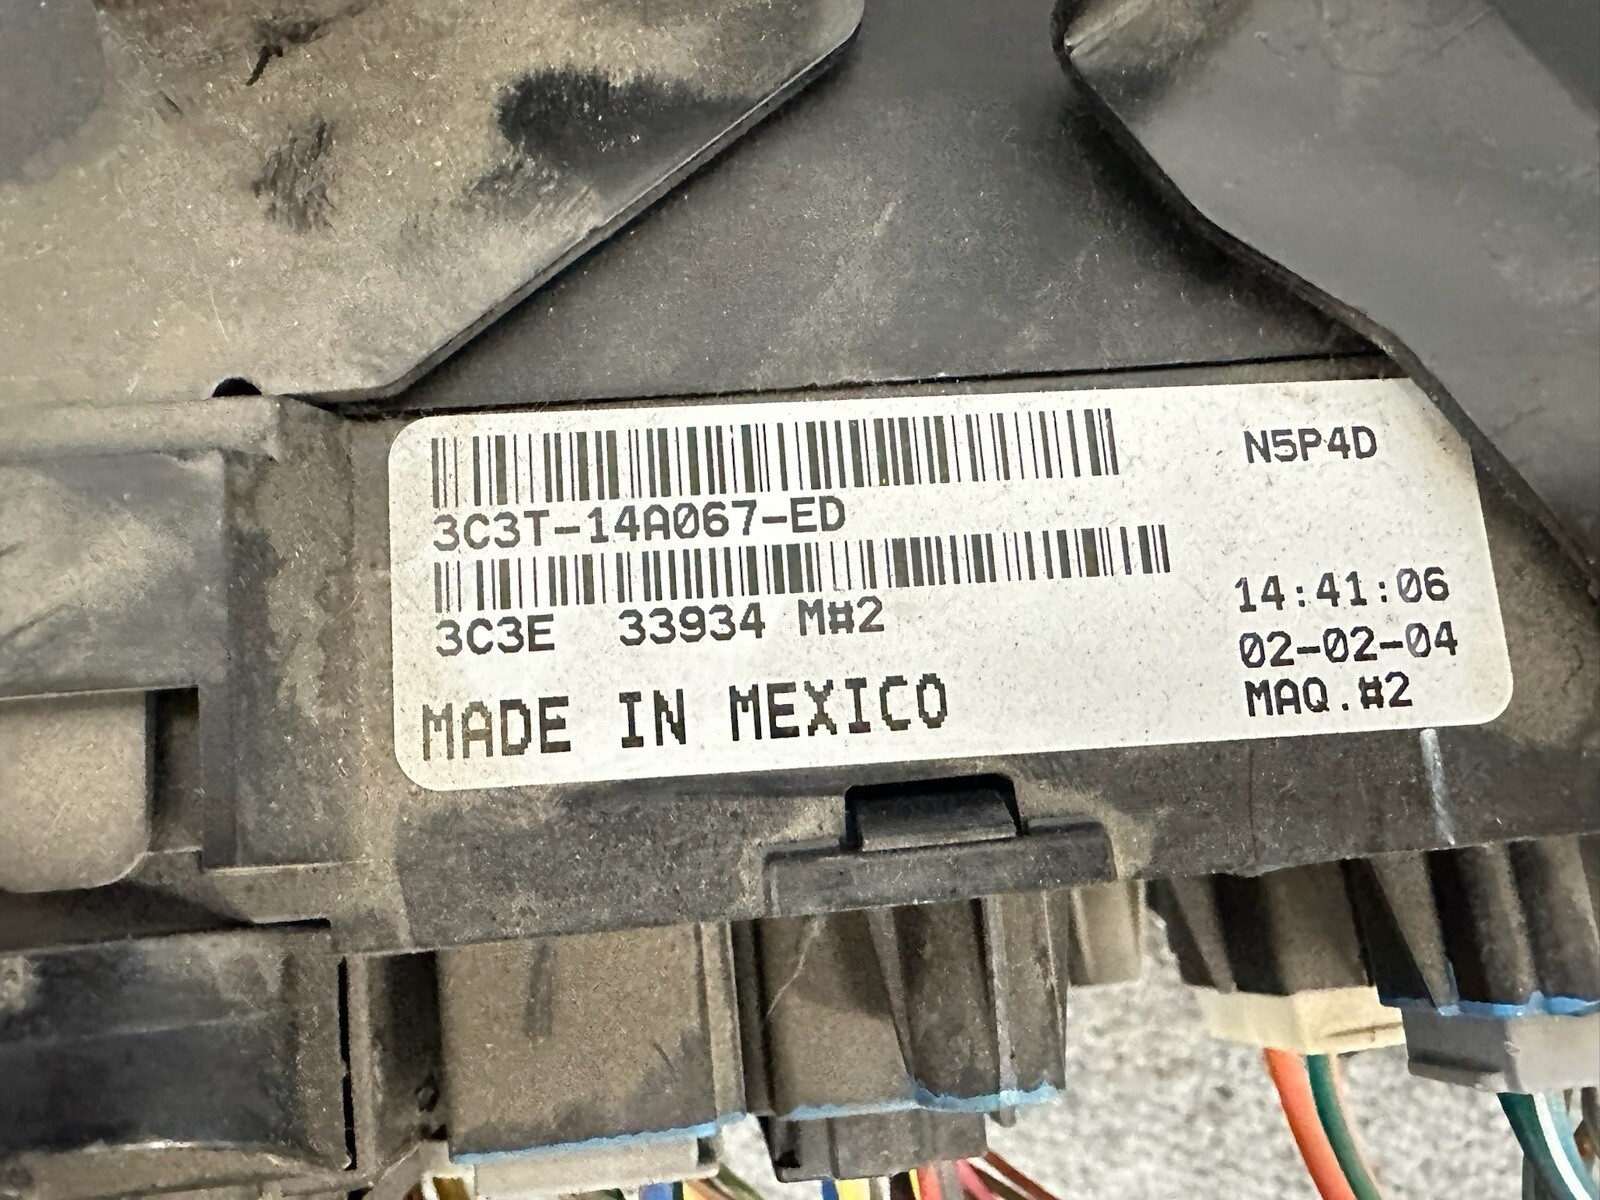 N5P4D
3C3T-14A067-ED
3C3E 33934 M#2
14:41:06
02-02-04
MADE IN MEXICO
MAQ.#2